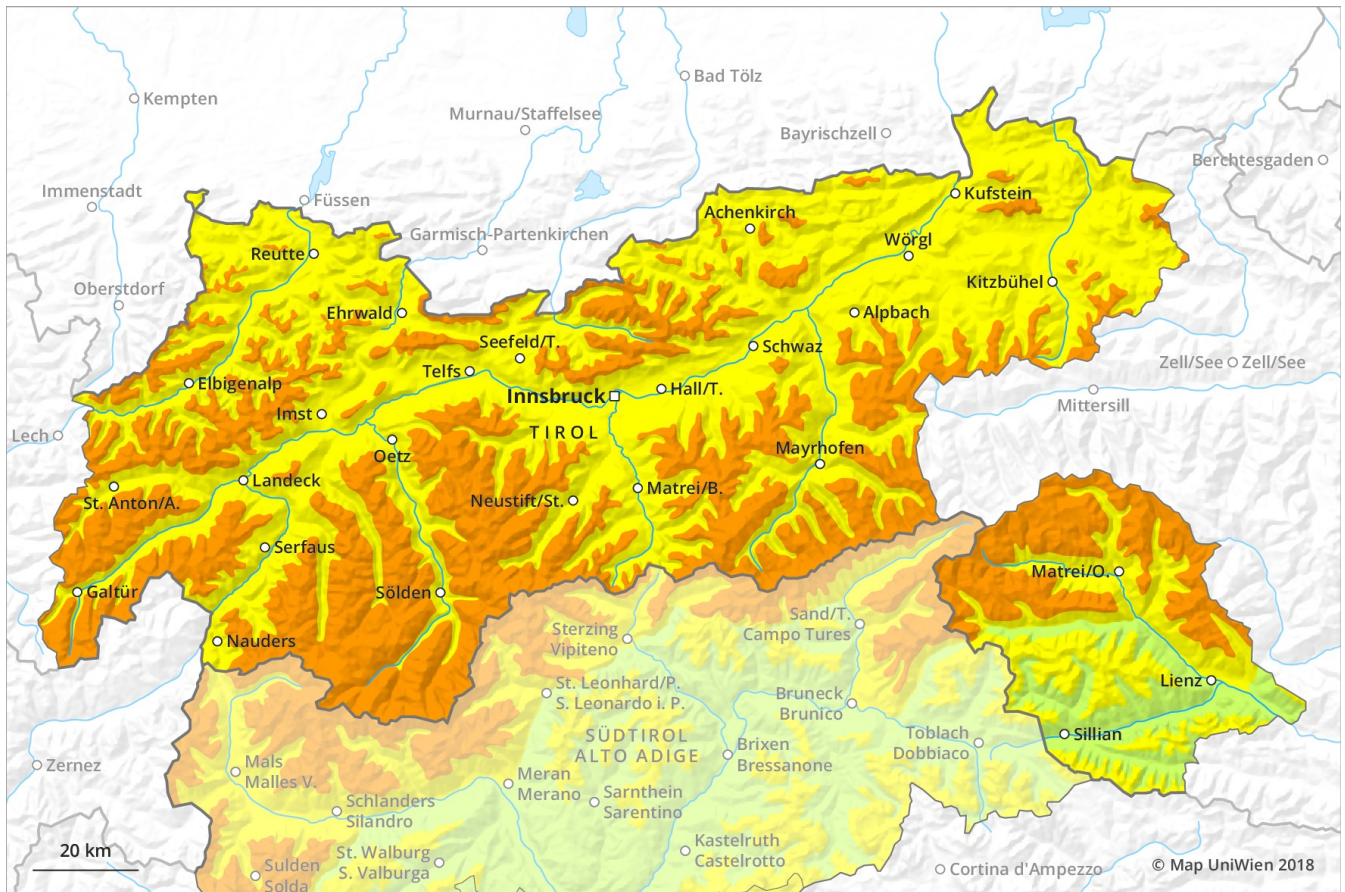 Bad Tölz
Kempten
Murnau/Staffelsee
Bayrischzell
Berchtesgaden
Immenstadt
Füssen
Kufstein
Achenkirch
Garmisch-Partenkirchen
Reutte
Wörgl
Oberstdorf
Kitzbühel
Ehrwald
Alpbach
Seefeld/T.
Schwaz
Zell/See
Zell/See
Telfs
Elbigenalp
Hall/T.
Innsbruck
Mittersill
Imst
TIROL
Lech
Oetz
Mayrhofen
Landeck
Matrei/B.
St. Anton/A.
Neustift/St.
Serfaus
Matrei/O.
Galtür
Sölden
Sand/T.
Campo Tures
Sterzing
Vipiteno
Nauders
Lienz
St. Leonhard/P.
S. Leonardo i. P.
Bruneck
Brunico
Sillian
SÜDTIROL
ALTO ADIGE
Toblach
Dobbiaco
Brixen
Bressanone
Zernez
Mals
Malles V.
Meran
Merano
Sarnthein
Sarentino
Schlanders
Silandro
Kastelruth
Castelrotto
20 km
St. Walburg
S. Valburga
Sulden
Solda
Cortina d'Ampezzo
© Map UniWien 2018